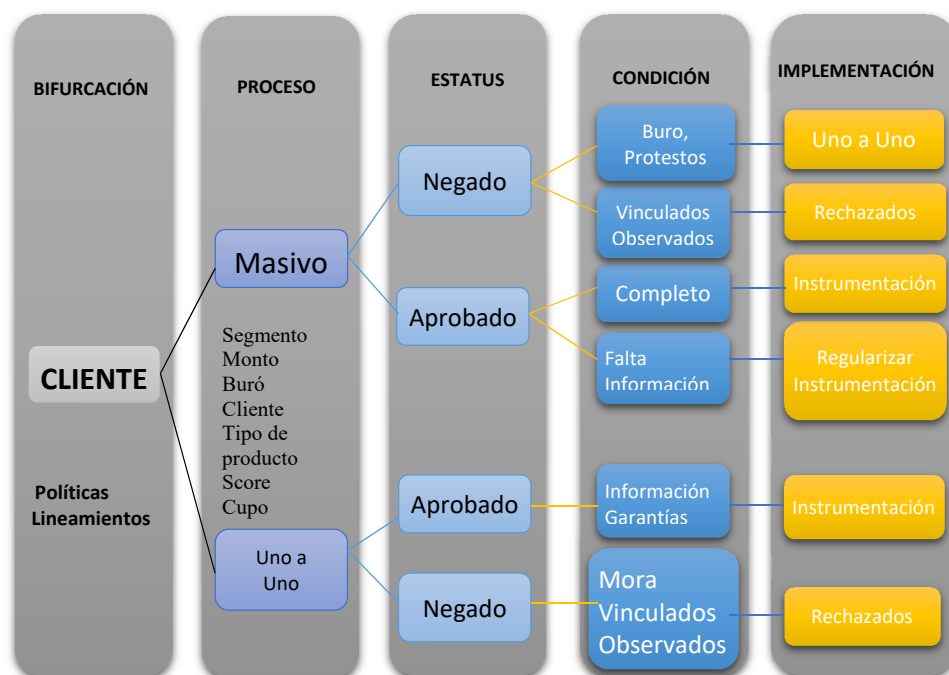 BIFURCACIÓN
PROCESO
ESTATUS
CONDICIÓN
IMPLEMENTACIÓN
CLIENTE
Políticas
Lineamientos
Masivo
Segmento
Monto
Buró
Cliente
Tipo de
producto
Score
Cupo
Uno a
Uno
Negado
Aprobado
Aprobado
Negado
Buro,
Protestos
Vinculados
Observados
Completo
Falta
Información
Información
Garantías
Mora
Vinculados
Observados
Uno a Uno
Rechazados
Instrumentación
Regularizar
Instrumentación
Instrumentación
Rechazados